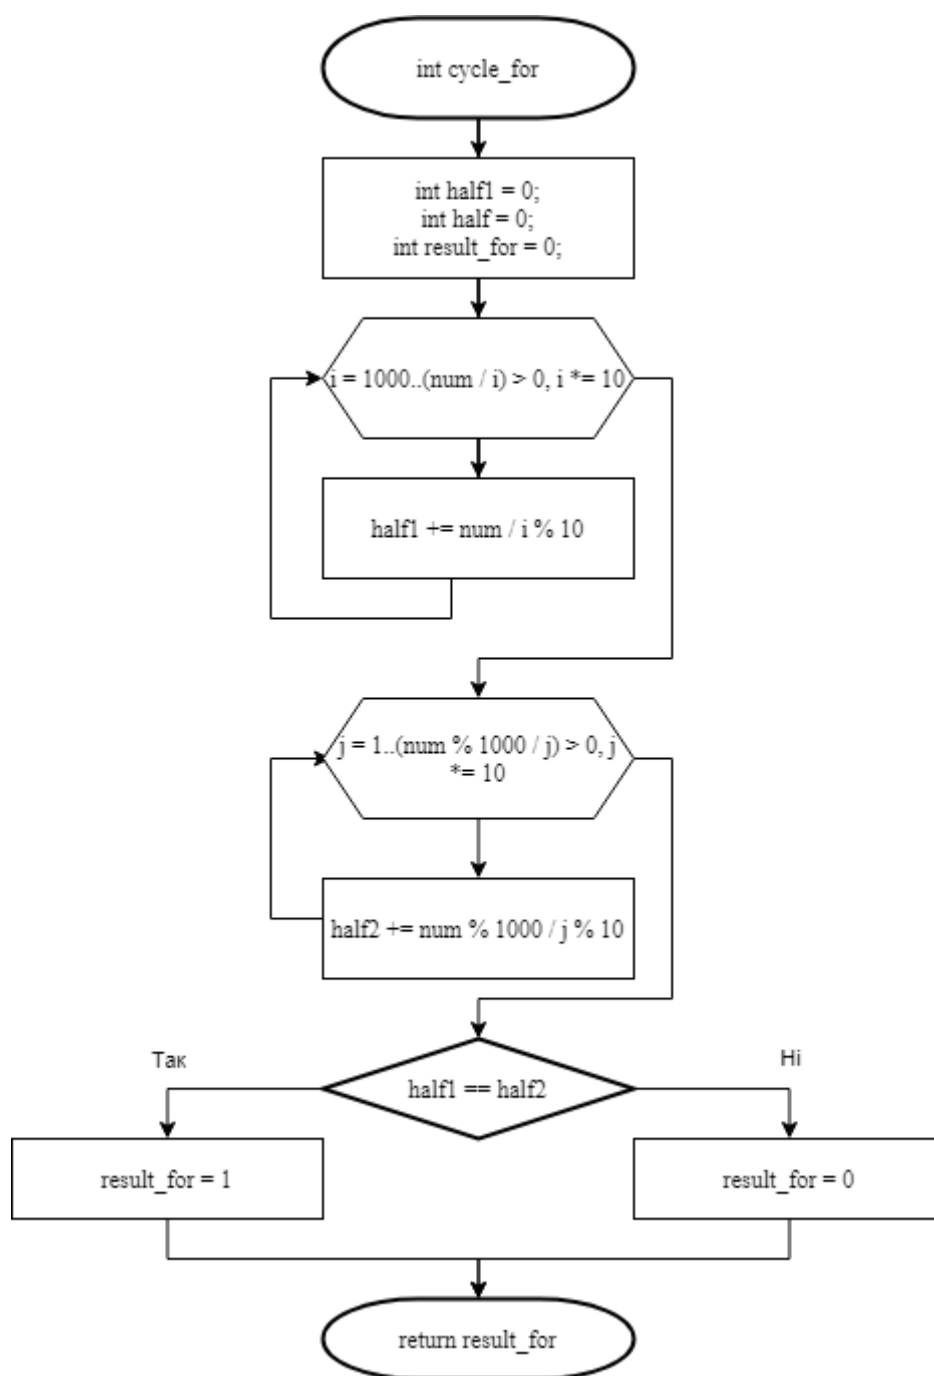 int cycle_for
int half1 = 0;
int half = 0;
int result_for = 0;
i = 1000..(num / i) > 0, i *= 10
half1 += num / i % 10
j = 1..(num % 1000 / j) > 0, j
*= 10
half2 += num % 1000 / j % 10
half1 == half2
Так
Ні
result_for = 1
result_for = 0
return result_for